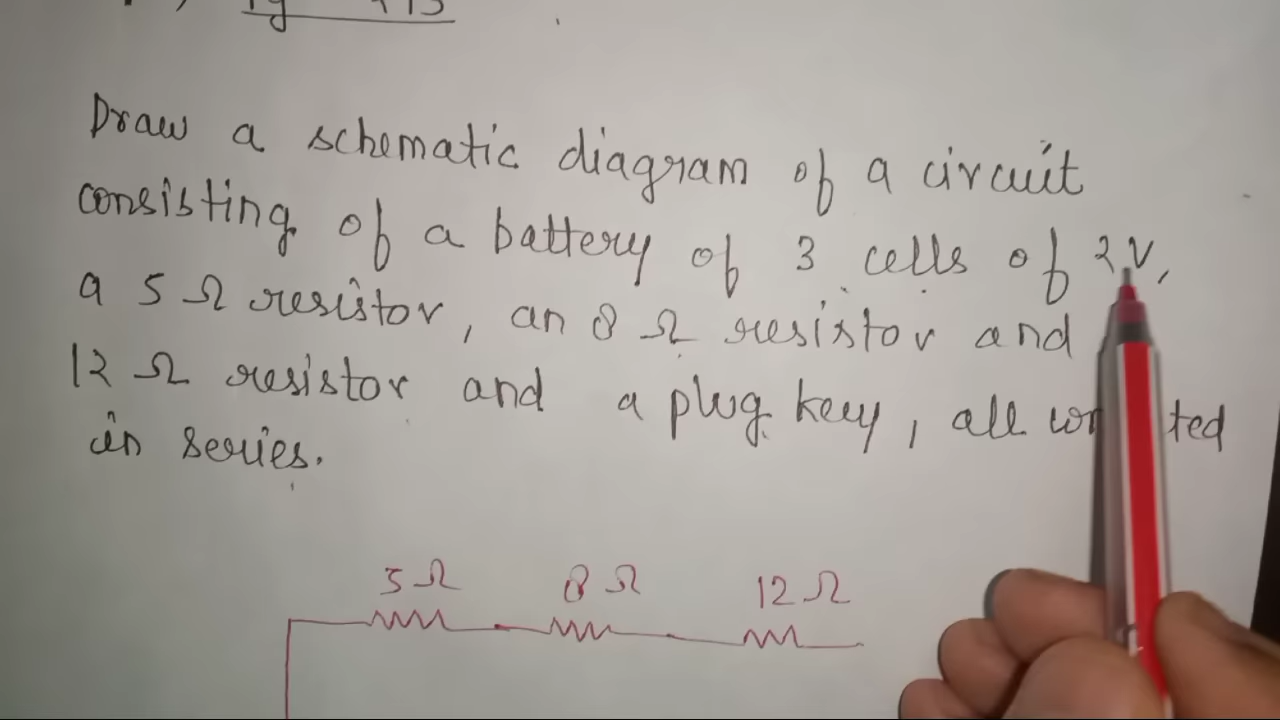 Draw a schematic diagram of a circuit
consisting of a battery of 3 cells of 2V,
a 5 Ω resistor, an 8 Ω resistor and
12 Ω resistor and a plug key, all
in series.
5 Ω 8 Ω 12 Ω